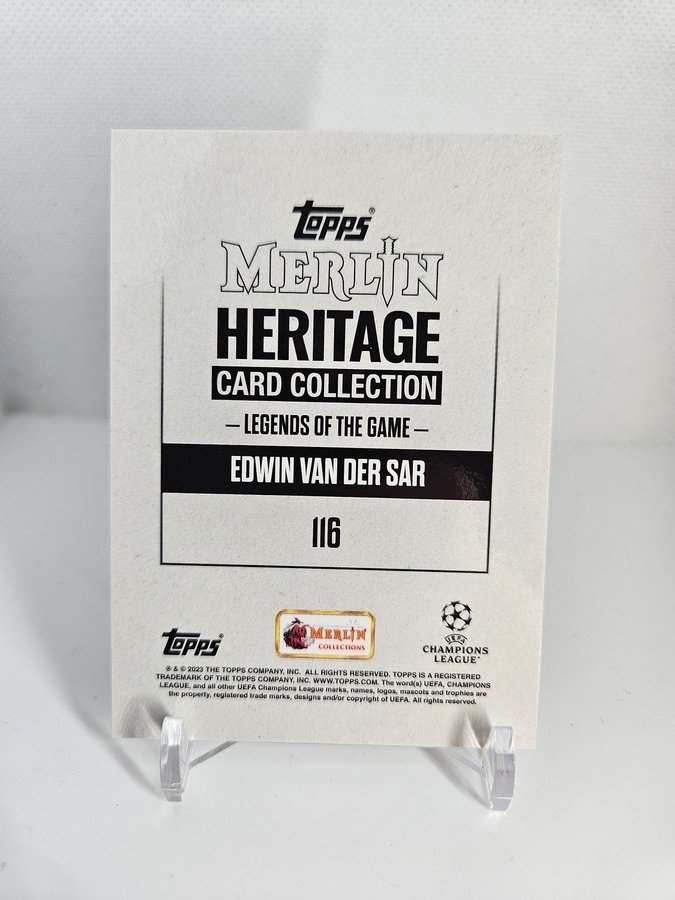 Topps®
MERLIN
HERITAGE
CARD COLLECTION
– LEGENDS OF THE GAME –
EDWIN VAN DER SAR
116
Topps®
MERLIN
COLLECTIONS
UEFA
CHAMPIONS
LEAGUE®
® & © 2023 THE TOPPS COMPANY, INC. ALL RIGHTS RESERVED. TOPPS IS A REGISTERED
TRADEMARK OF THE TOPPS COMPANY, INC. WWW.TOPPS.COM. The word(s) UEFA, CHAMPIONS
LEAGUE, and all other UEFA Champions League marks, names, logos, mascots and trophies are
the property, registered trade marks, designs and/or copyright of UEFA. All rights reserved.